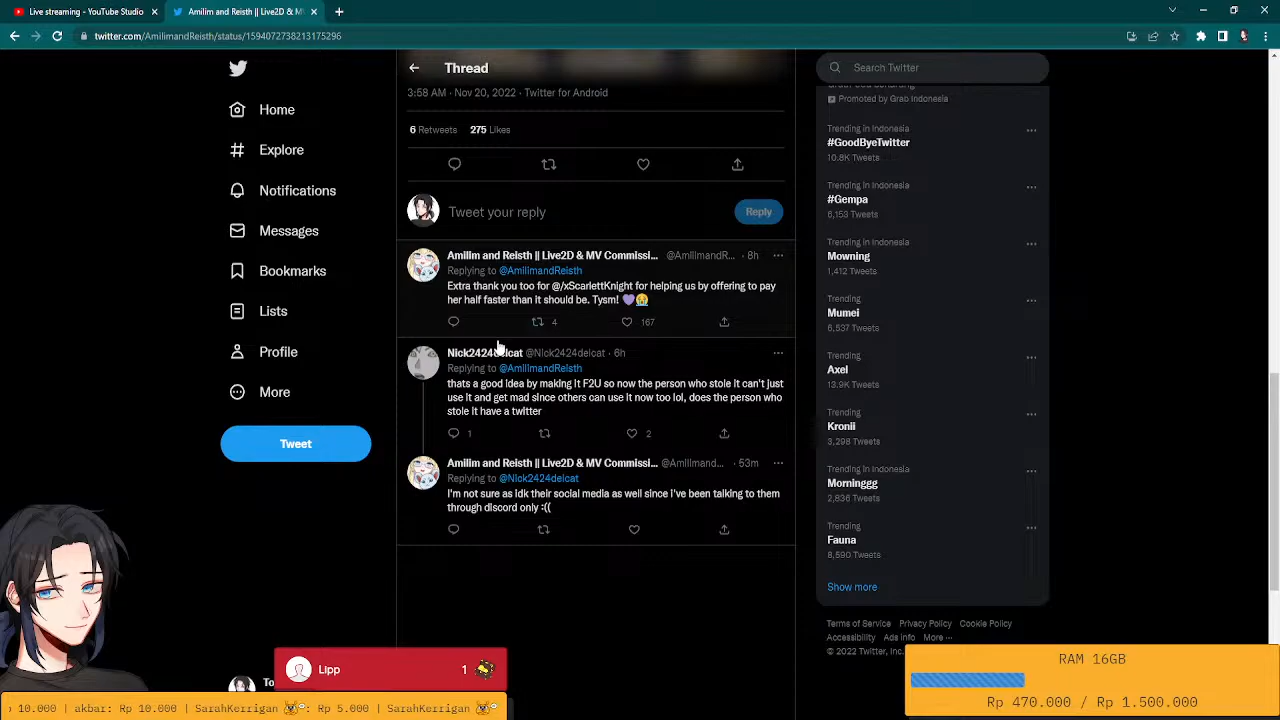 Live streaming - YouTube Studio
Amilim and Reisth || Live2D & M\
twitter.com/AmilimandReisth/status/1594072738213175296
Home
Explore
Notifications
Messages
Bookmarks
Lists
Profile
More
Tweet
Thread
3:58 AM · Nov 20, 2022 · Twitter for Android
6 Retweets 275 Likes
Tweet your reply
Reply
Amilim and Reisth || Live2D & MV Commissi... @AmilimandR... · 8h
Replying to @AmilimandReisth
Extra thank you too for @/xScarlettKnight for helping us by offering to pay
her half faster than it should be. Tysm! 💜😭
4 167
Nick2424delcat @Nick2424delcat · 6h
Replying to @AmilimandReisth
thats a good idea by making it F2U so now the person who stole it can't just
use it and get mad since others can use it now too lol, does the person who
stole it have a twitter
1 2
Amilim and Reisth || Live2D & MV Commissi... @Amilimand... · 53m
Replying to @Nick2424delcat
I'm not sure as idk their social media as well since I've been talking to them
through discord only :((
Search Twitter
Promoted by Grab Indonesia
Trending in Indonesia
#GoodByeTwitter
10.8K Tweets
Trending in Indonesia
#Gempa
6,153 Tweets
Trending in Indonesia
Mowning
1,412 Tweets
Trending
Mumei
6,537 Tweets
Trending
Axel
13.9K Tweets
Trending
Kronii
3,298 Tweets
Trending
Morninggg
2,836 Tweets
Trending
Fauna
8,590 Tweets
Show more
Terms of Service Privacy Policy Cookie Policy
Accessibility Ads info More ···
© 2022 Twitter, Inc.
Lipp 1
To
10.000 | akbar: Rp 10.000 | SarahKerrigan : Rp 5.000 | SarahKerrigan
RAM 16GB
Rp 470.000 / Rp 1.500.000